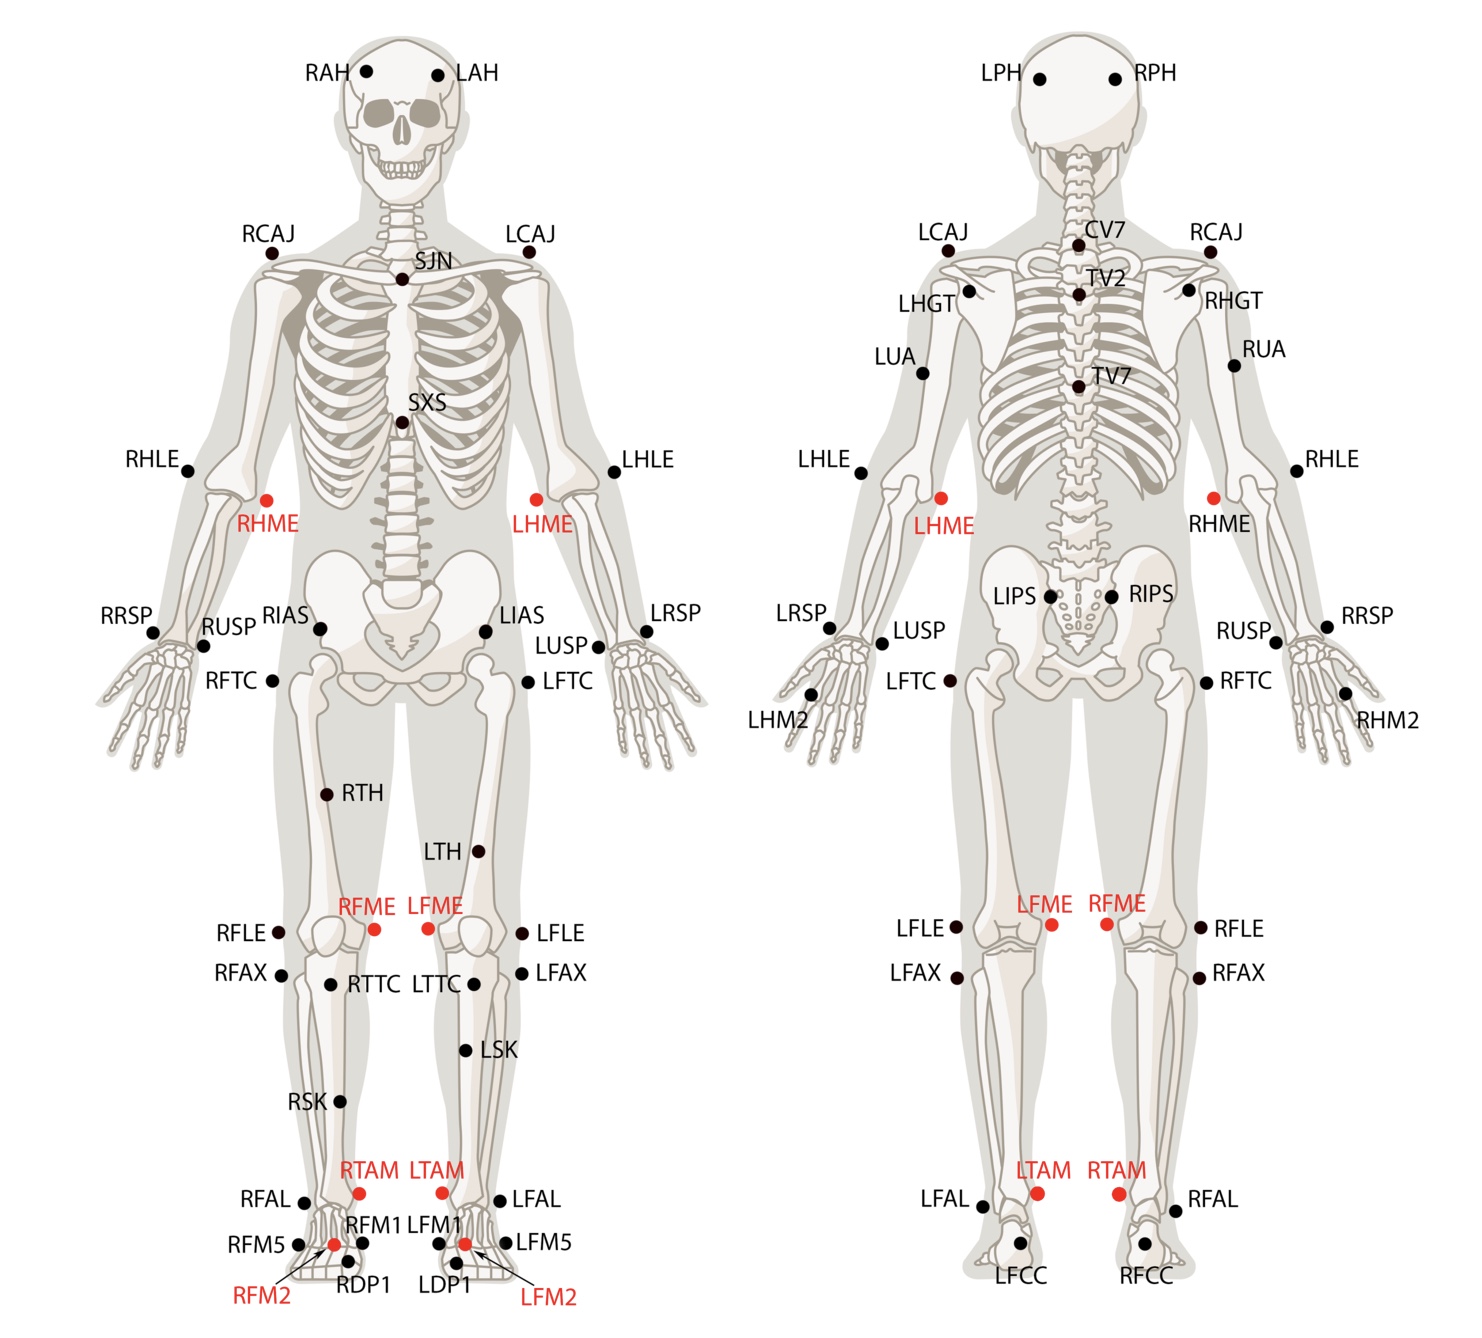 RAH LAH
RCAJ LCAJ
SJN
SXS
RHLE LHLE
RHME LHME
RRSP RUSP RIAS LIAS LUSP LRSP
RFTC LFTC
RTH
LTH
RFME LFME
RFLE LFLE
RFAX LFAX
RTTC LTTC
LSK
RSK
RTAM LTAM
RFAL LFAL
RFM1 LFM1
RFM5 LFM5
RDP1 LDP1
RFM2 LFM2
LPH RPH
LCAJ CV7 RCAJ
TV2
LHGT RHGT
LUA RUA
TV7
LHLE RHLE
LHME RHME
LIPS RIPS
LRSP LUSP RUSP RRSP
LFTC RFTC
LHM2 RHM2
LFME RFME
LFLE RFLE
LFAX RFAX
LTAM RTAM
LFAL RFAL
LFCC RFCC